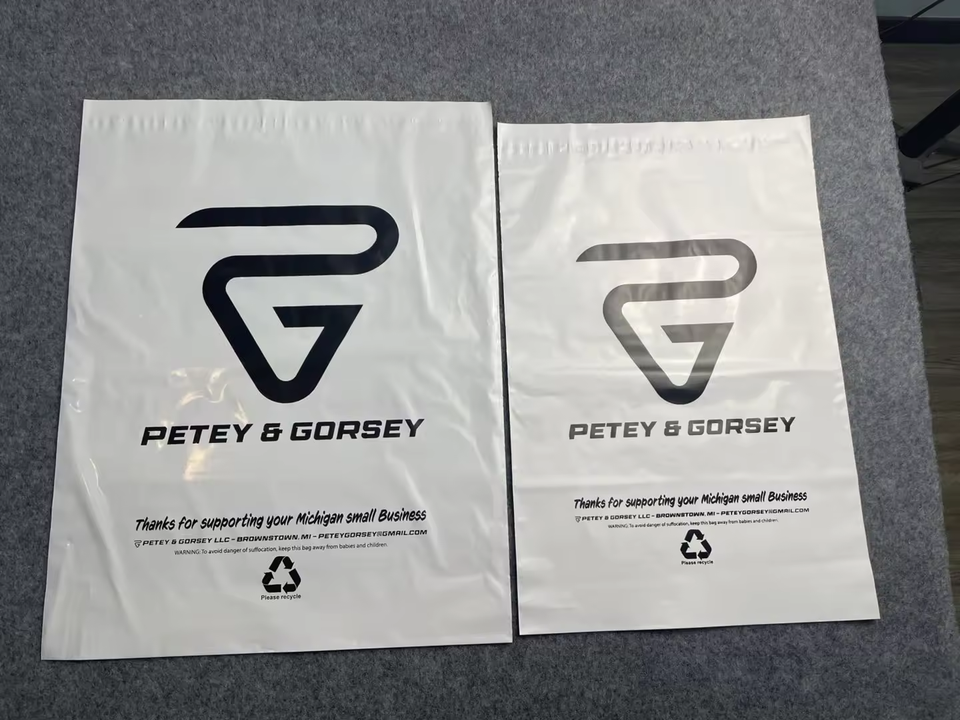 PETEY & GORSEY
Thanks for supporting your Michigan small Business
PETEY & GORSEY LLC - BROWNSTOWN, MI - PETEYGORSEY@GMAIL.COM
WARNING: To avoid danger of suffocation, keep this bag away from babies and children.
Please recycle
PETEY & GORSEY
Thanks for supporting your Michigan small Business
PETEY & GORSEY LLC - BROWNSTOWN, MI - PETEYGORSEY@GMAIL.COM
WARNING: To avoid danger of suffocation, keep this bag away from babies and children.
Please recycle